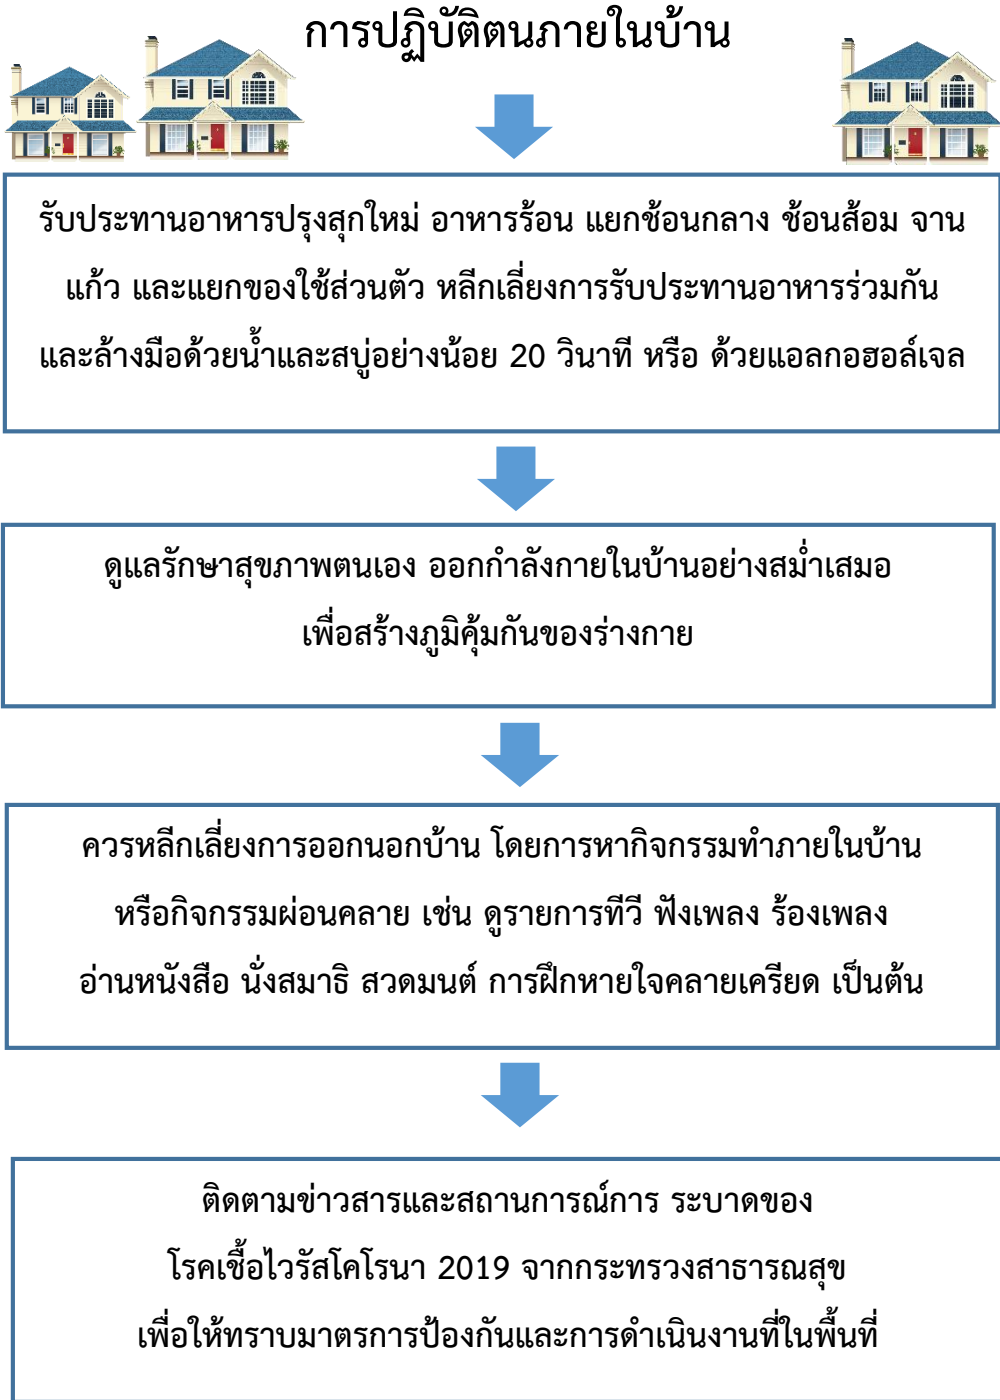 การปฏิบัติตนภายในบ้าน
รับประทานอาหารปรุงสุกใหม่ อาหารร้อน แยกช้อนกลาง ช้อนส้อม จาน
แก้ว และแยกของใช้ส่วนตัว หลีกเลี่ยงการรับประทานอาหารร่วมกัน
และล้างมือด้วยน้ำและสบู่อย่างน้อย 20 วินาที หรือ ด้วยแอลกอฮอล์เจล
ดูแลรักษาสุขภาพตนเอง ออกกำลังกายในบ้านอย่างสม่ำเสมอ
เพื่อสร้างภูมิคุ้มกันของร่างกาย
ควรหลีกเลี่ยงการออกนอกบ้าน โดยการหากิจกรรมทำภายในบ้าน
หรือกิจกรรมผ่อนคลาย เช่น ดูรายการทีวี ฟังเพลง ร้องเพลง
อ่านหนังสือ นั่งสมาธิ สวดมนต์ การฝึกหายใจคลายเครียด เป็นต้น
ติดตามข่าวสารและสถานการณ์การ ระบาดของ
โรคเชื้อไวรัสโคโรนา 2019 จากกระทรวงสาธารณสุข
เพื่อให้ทราบมาตรการป้องกันและการดำเนินงานที่ในพื้นที่